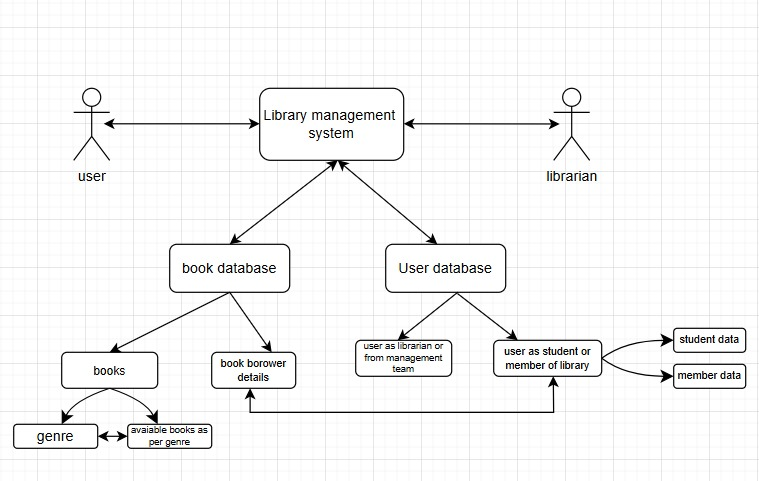 Library management
system
user
librarian
book database
User database
user as librarian or
from management
team
user as student or
member of library
student data
member data
books
book borower
details
genre
avaiable books as
per genre